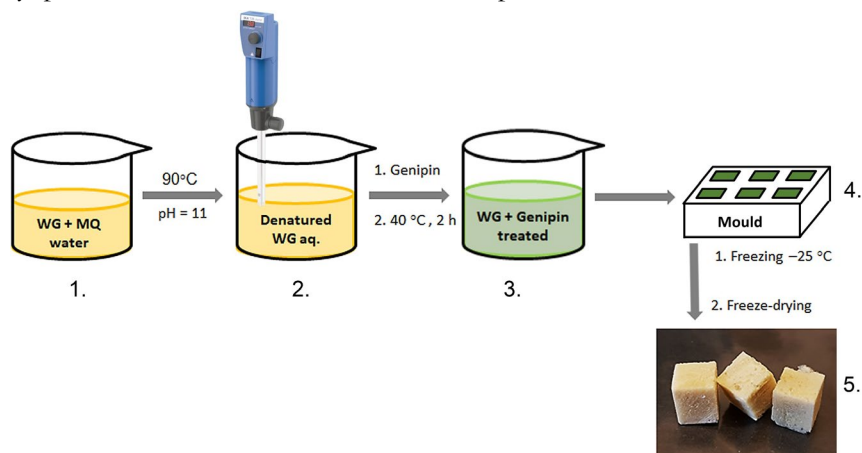 WG + MQ
water
1.
90°C
pH = 11
Denatured
WG aq.
2.
1. Genipin
2. 40 °C , 2 h
WG + Genipin
treated
3.
Mould
4.
1. Freezing −25 °C
2. Freeze-drying
5.